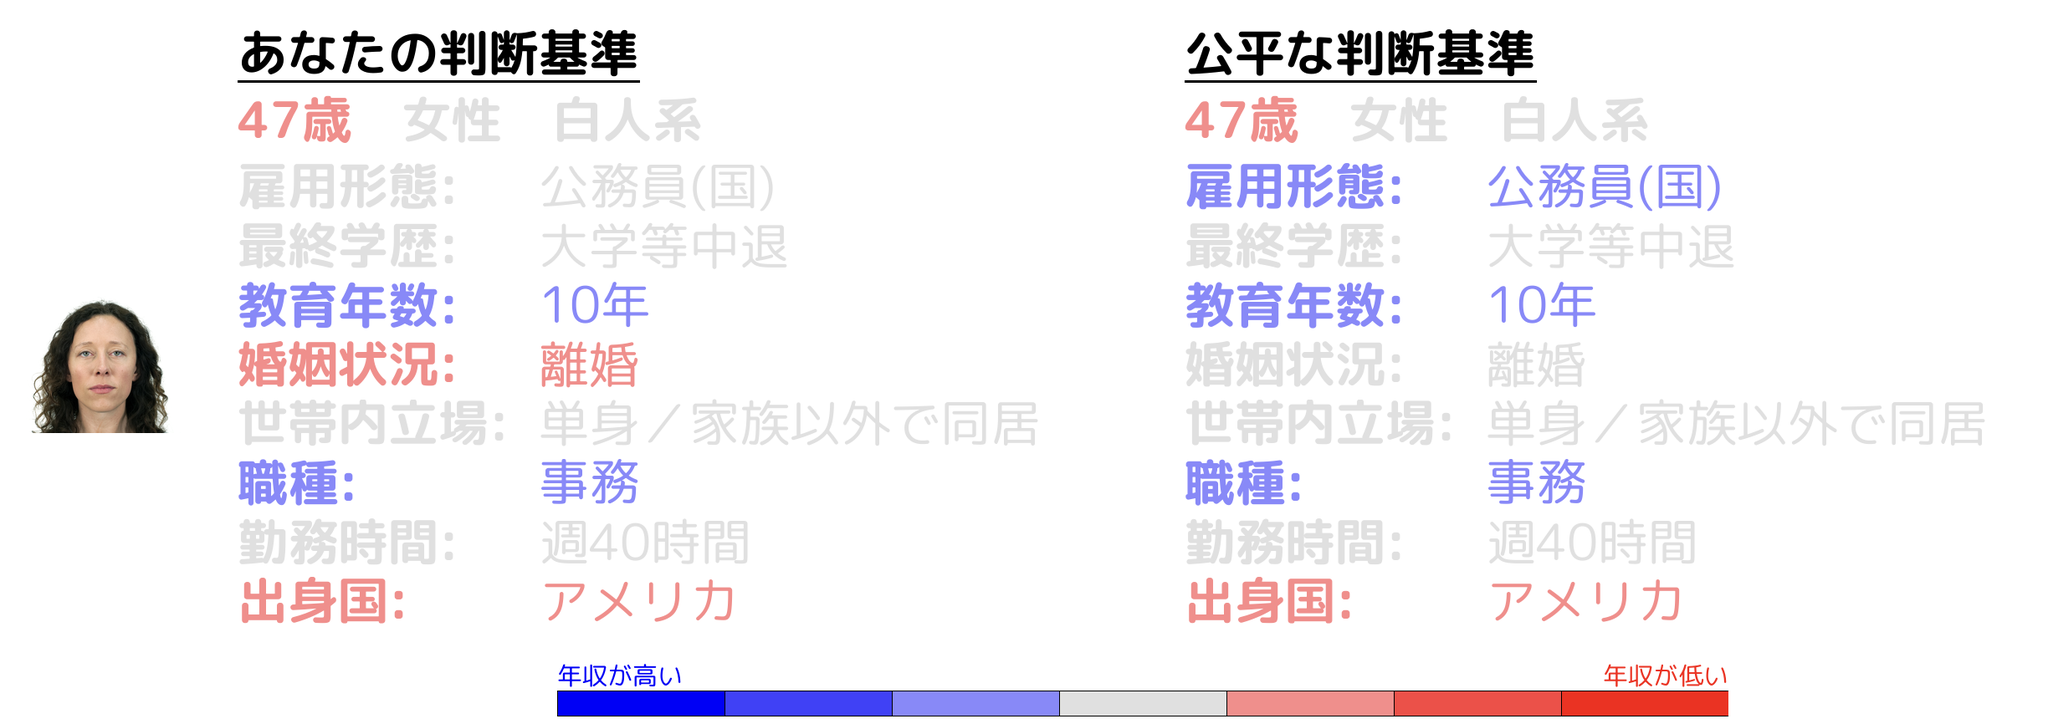 あなたの判断基準
47歳 女性 白人系
雇用形態: 公務員(国)
最終学歴: 大学等中退
教育年数: 10年
婚姻状況: 離婚
世帯内立場: 単身／家族以外で同居
職種: 事務
勤務時間: 週40時間
出身国: アメリカ
公平な判断基準
47歳 女性 白人系
雇用形態: 公務員(国)
最終学歴: 大学等中退
教育年数: 10年
婚姻状況: 離婚
世帯内立場: 単身／家族以外で同居
職種: 事務
勤務時間: 週40時間
出身国: アメリカ
年収が高い
年収が低い